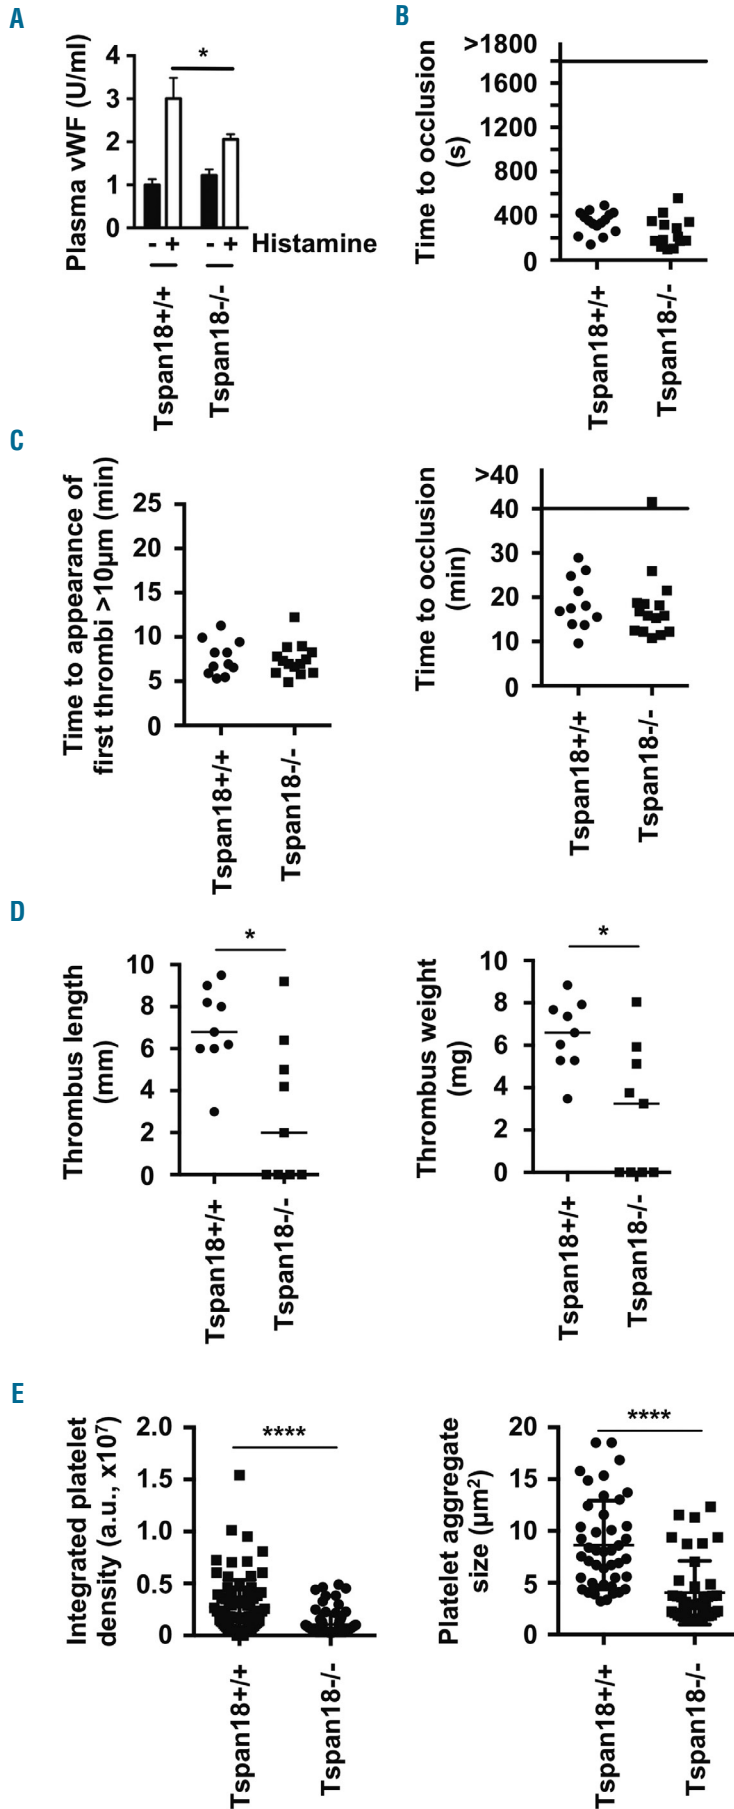 A
Plasma vWF (U/ml)
4
3
2
1
0
*
- + - + Histamine
Tspan18+/+
Tspan18-/-
B
Time to occlusion
(s)
>1800
1600
1200
800
400
0
Tspan18+/+
Tspan18-/-
C
Time to appearance of
first thrombi >10µm (min)
25
20
15
10
5
0
Tspan18+/+
Tspan18-/-
Time to occlusion
(min)
>40
40
30
20
10
0
Tspan18+/+
Tspan18-/-
D
Thrombus length
(mm)
10
8
6
4
2
0
*
Tspan18+/+
Tspan18-/-
Thrombus weight
(mg)
10
8
6
4
2
0
*
Tspan18+/+
Tspan18-/-
E
Integrated platelet
density (a.u., x10⁷)
2.0
1.5
1.0
0.5
0
****
Tspan18+/+
Tspan18-/-
Platelet aggregate
size (µm²)
20
15
10
5
0
****
Tspan18+/+
Tspan18-/-